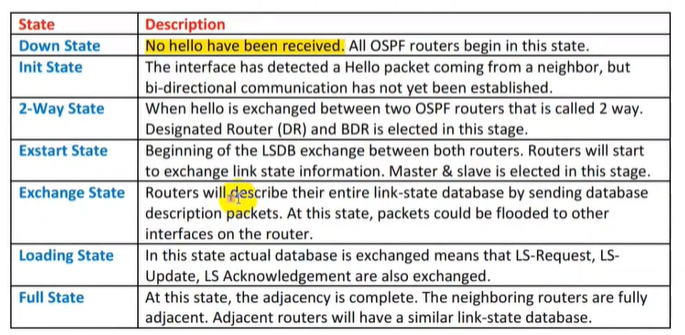 State Description
Down State No hello have been received. All OSPF routers begin in this state.
Init State The interface has detected a Hello packet coming from a neighbor, but
bi-directional communication has not yet been established.
2-Way State When hello is exchanged between two OSPF routers that is called 2 way.
Designated Router (DR) and BDR is elected in this stage.
Exstart State Beginning of the LSDB exchange between both routers. Routers will start
to exchange link state information. Master & slave is elected in this stage.
Exchange State Routers will describe their entire link-state database by sending database
description packets. At this state, packets could be flooded to other
interfaces on the router.
Loading State In this state actual database is exchanged means that LS-Request, LS-
Update, LS Acknowledgement are also exchanged.
Full State At this state, the adjacency is complete. The neighboring routers are fully
adjacent. Adjacent routers will have a similar link-state database.